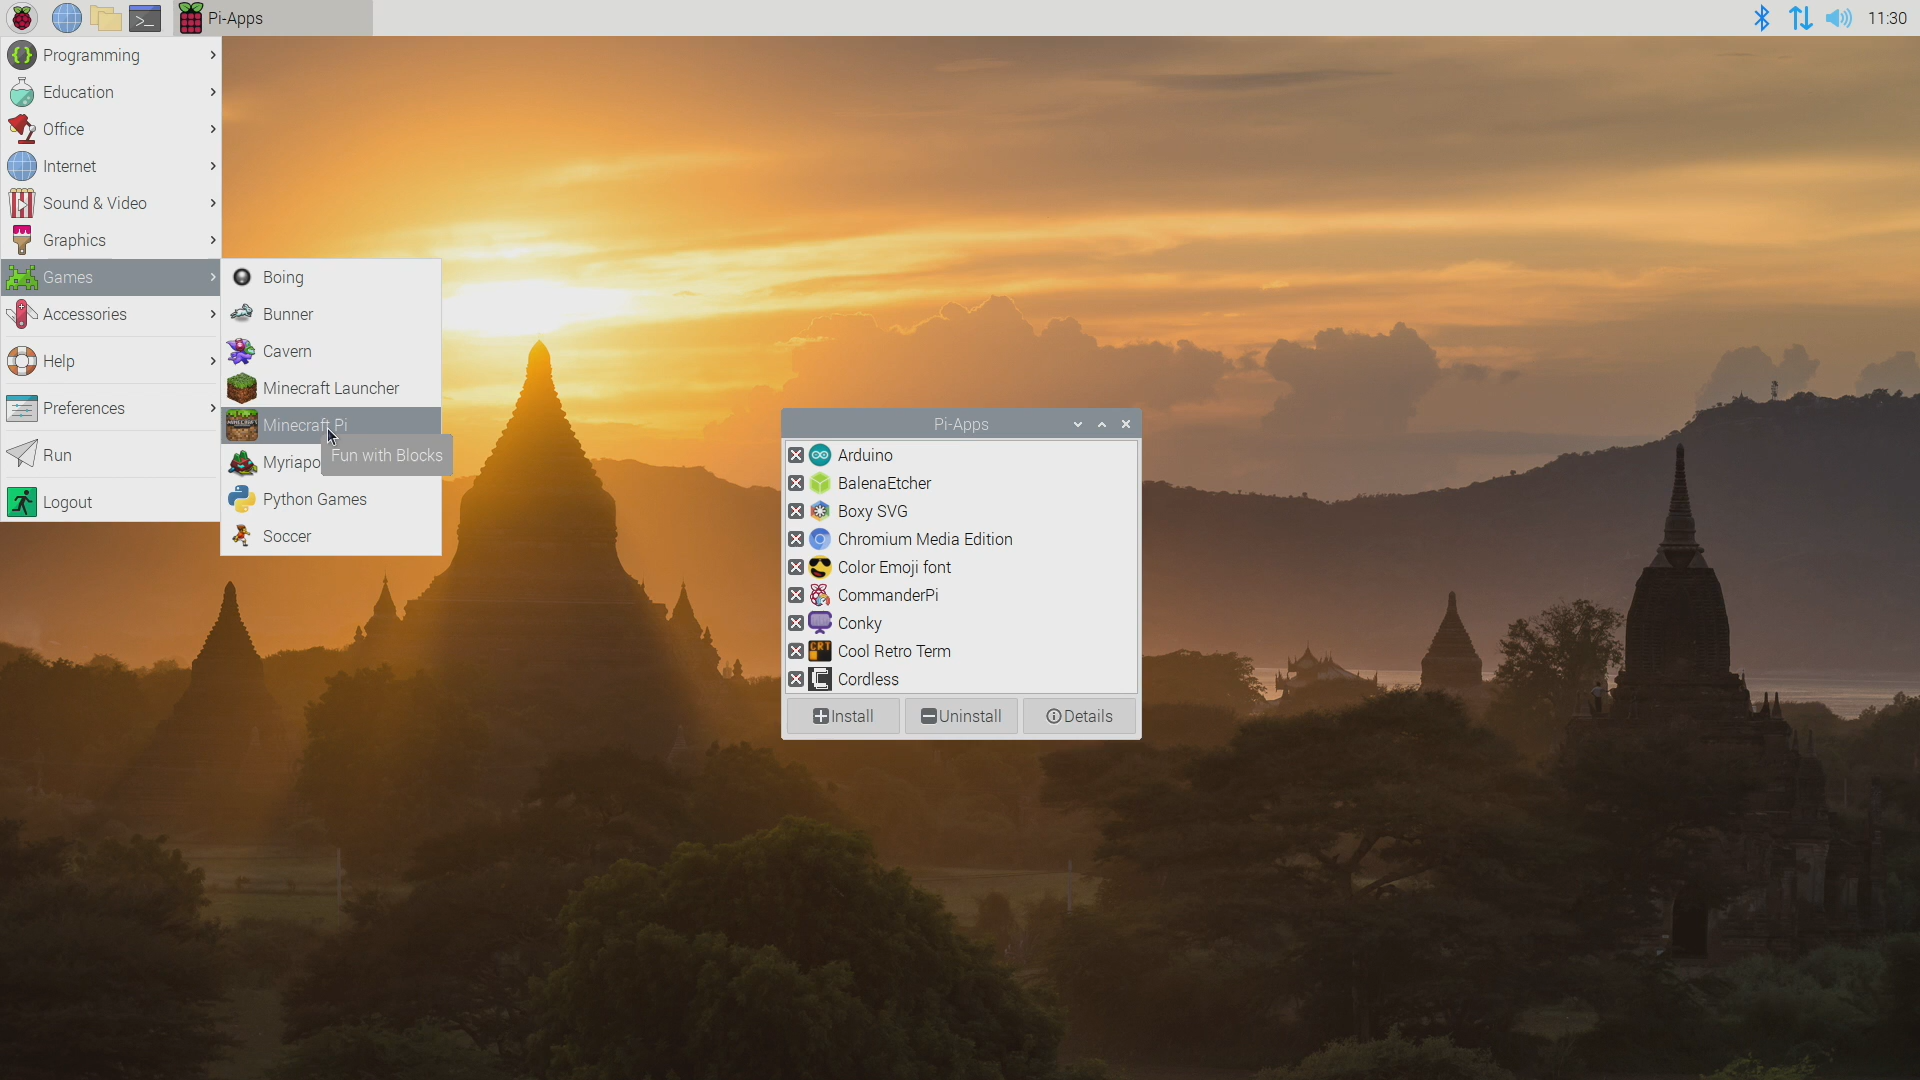 Pi-Apps
11:30
Programming
Education
Office
Internet
Sound & Video
Graphics
Games
Accessories
Help
Preferences
Run
Logout
Boing
Bunner
Cavern
Minecraft Launcher
Minecraft Pi
Myriapo
Fun with Blocks
Python Games
Soccer
Pi-Apps
Arduino
BalenaEtcher
Boxy SVG
Chromium Media Edition
Color Emoji font
CommanderPi
Conky
CRT
Cool Retro Term
Cordless
Install
Uninstall
Details